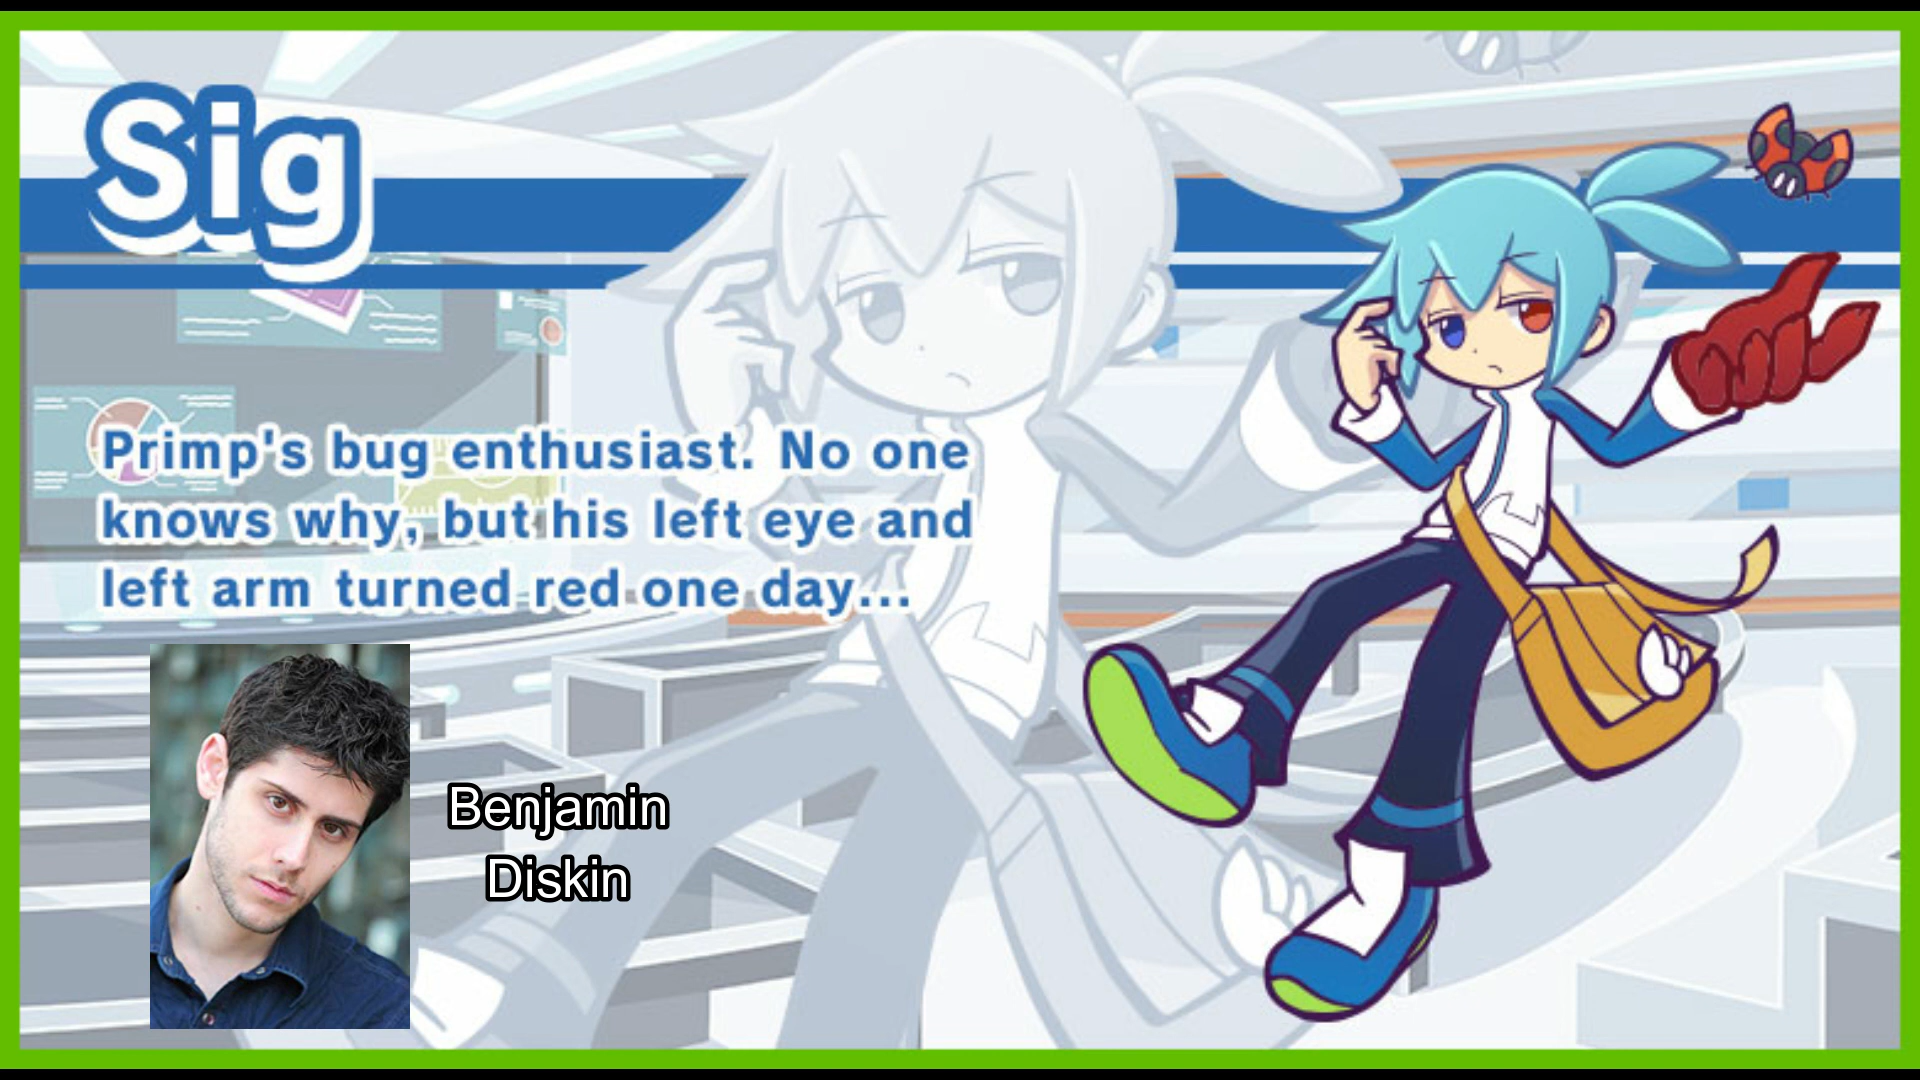 Sig
Primp's bug enthusiast. No one
knows why, but his left eye and
left arm turned red one day...
Benjamin
Diskin